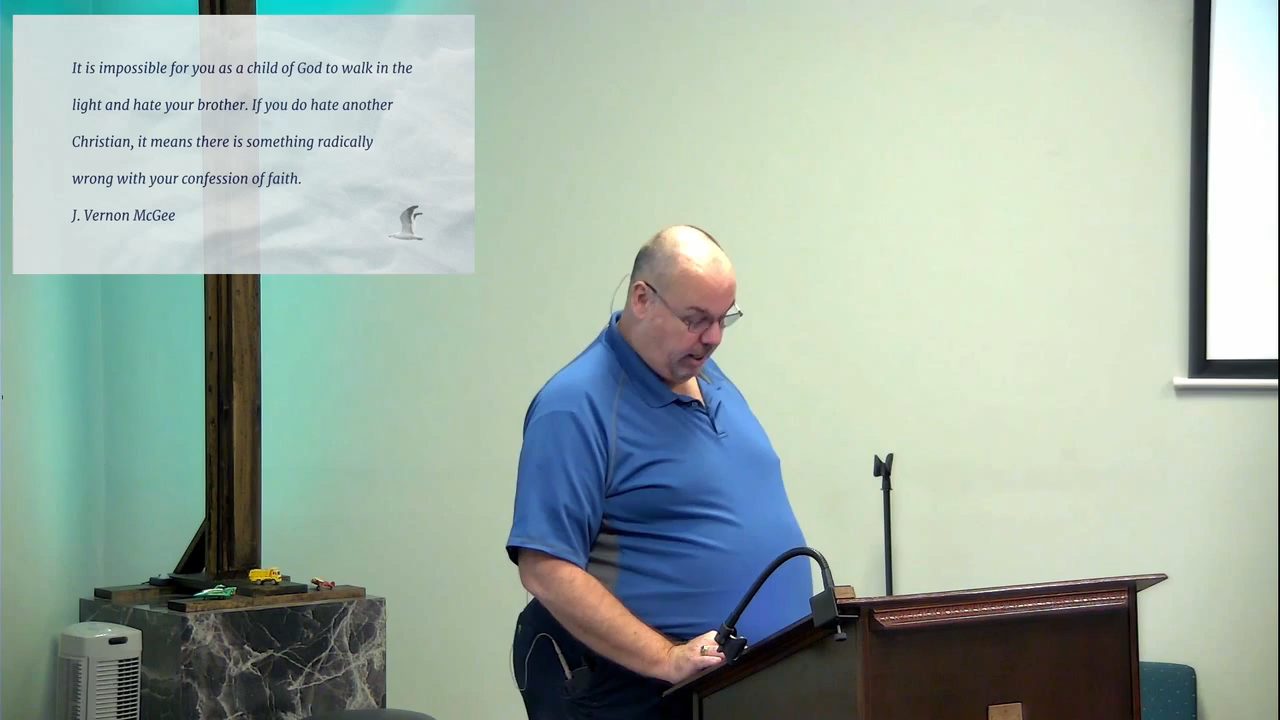 It is impossible for you as a child of God to walk in the
light and hate your brother. If you do hate another
Christian, it means there is something radically
wrong with your confession of faith.
J. Vernon McGee